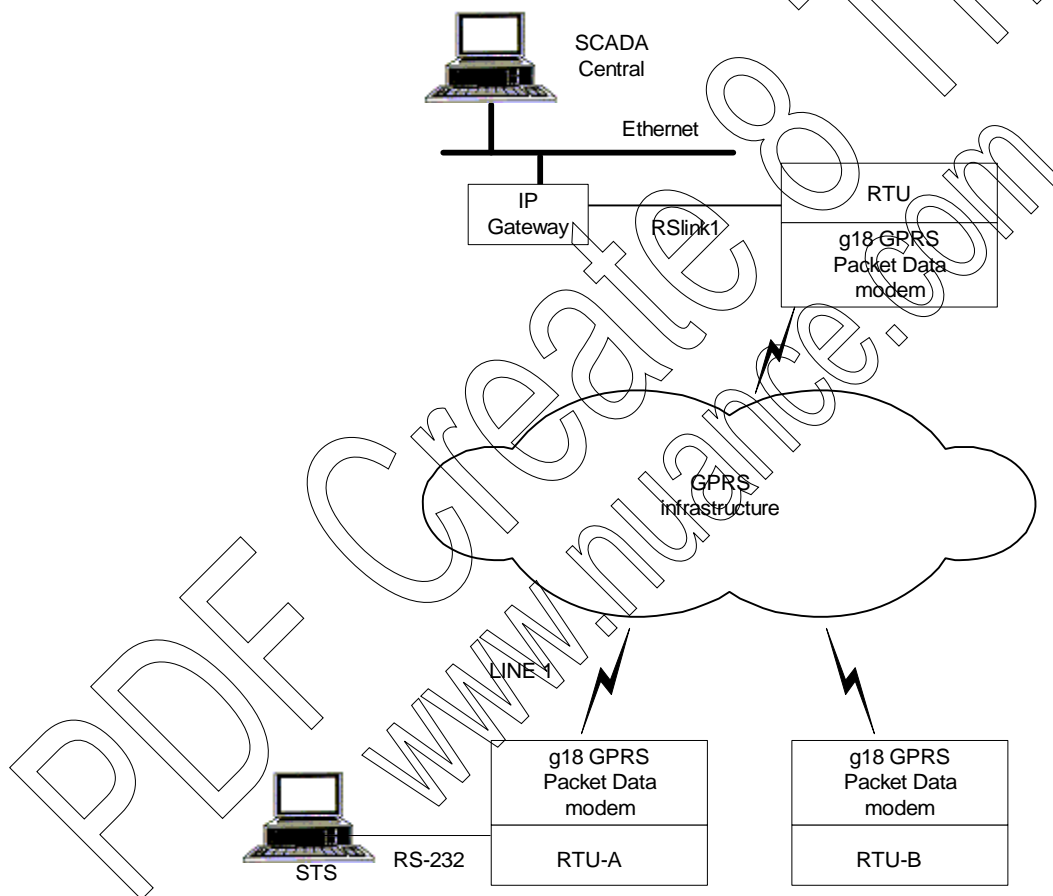 SCADA
Central
Ethernet
IP
Gateway
RSlink1
RTU
g18 GPRS
Packet Data
modem
GPRS
infrastructure
LINE 1
g18 GPRS
Packet Data
modem
RTU-A
g18 GPRS
Packet Data
modem
RTU-B
STS
RS-232
PDF Create 8 Tri
www.nuance.com